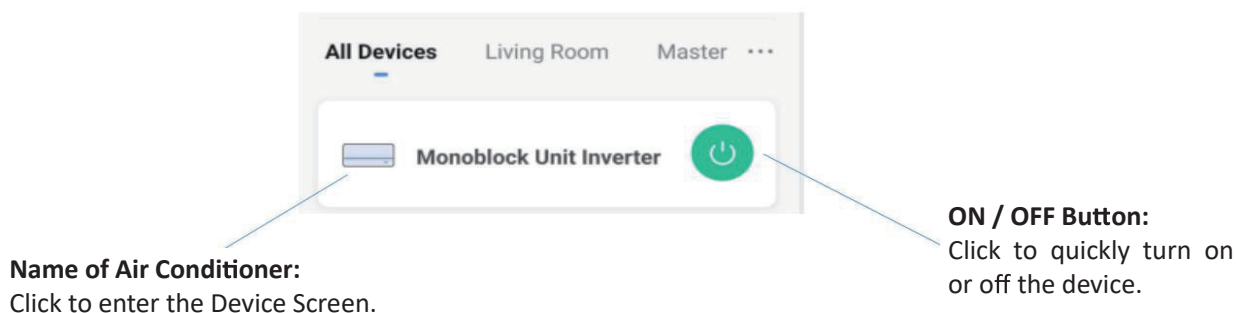 All Devices Living Room Master ...
Monoblock Unit Inverter
ON / OFF Button:
Click to quickly turn on
or off the device.
Name of Air Conditioner:
Click to enter the Device Screen.